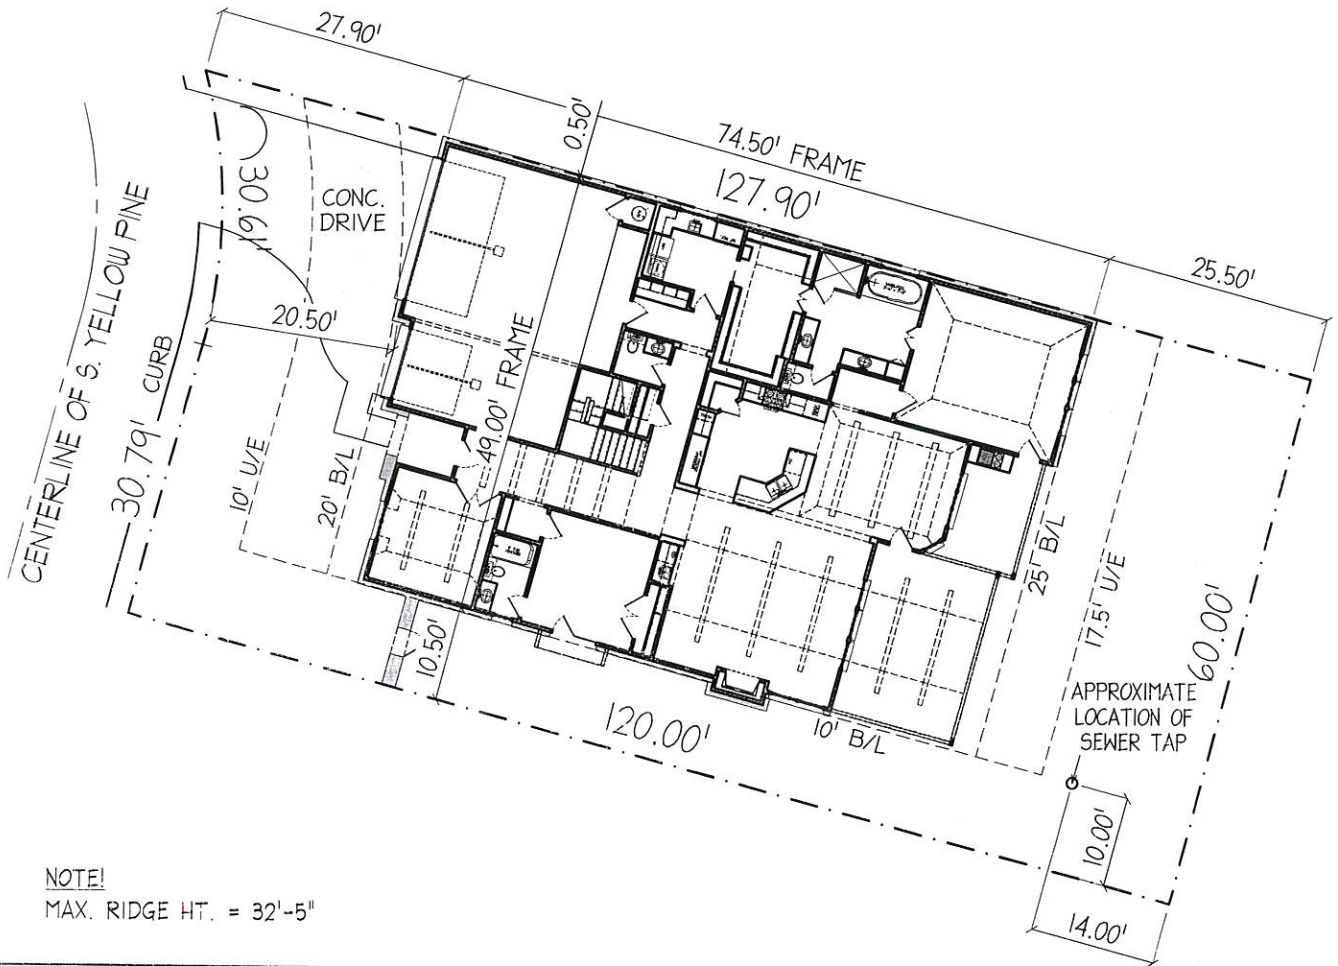 27.90'
0.50'
74.50' FRAME
127.90'
25.50'
30.61'
CONC.
DRIVE
20.50'
CENTERLINE OF S. YELLOW PINE
30.79'
CURB
10' U/E
20' B/L
49.00' FRAME
25' B/L
17.5' U/E
60.00'
10.50'
120.00'
10' B/L
APPROXIMATE
LOCATION OF
SEWER TAP
10.00'
14.00'
NOTE!
MAX. RIDGE HT. = 32'-5"